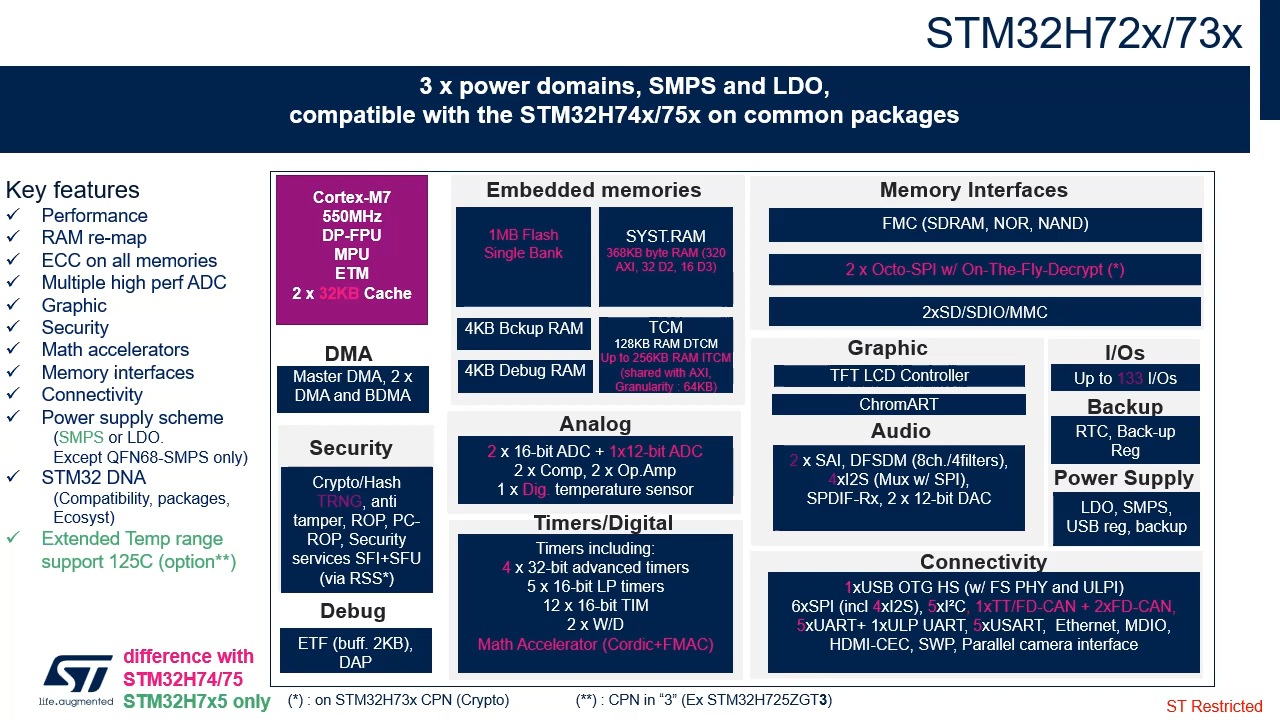 STM32H72x/73x
3 x power domains, SMPS and LDO,
compatible with the STM32H74x/75x on common packages
Key features
✓ Performance
✓ RAM re-map
✓ ECC on all memories
✓ Multiple high perf ADC
✓ Graphic
✓ Security
✓ Math accelerators
✓ Memory interfaces
✓ Connectivity
✓ Power supply scheme
(SMPS or LDO.
Except QFN68-SMPS only)
✓ STM32 DNA
(Compatibility, packages,
Ecosyst)
✓ Extended Temp range
support 125C (option**)
Cortex-M7
550MHz
DP-FPU
MPU
ETM
2 x 32KB Cache
DMA
Master DMA, 2 x
DMA and BDMA
Security
Crypto/Hash
TRNG, anti
tamper, ROP, PC-
ROP, Security
services SFI+SFU
(via RSS*)
Debug
ETF (buff. 2KB),
DAP
Embedded memories
1MB Flash
Single Bank
SYST.RAM
368KB byte RAM (320
AXI, 32 D2, 16 D3)
4KB Bckup RAM
4KB Debug RAM
TCM
128KB RAM DTCM
Up to 256KB RAM ITCM
(shared with AXI,
Granularity : 64KB)
Analog
2 x 16-bit ADC + 1x12-bit ADC
2 x Comp, 2 x Op.Amp
1 x Dig. temperature sensor
Timers/Digital
Timers including:
4 x 32-bit advanced timers
5 x 16-bit LP timers
12 x 16-bit TIM
2 x W/D
Math Accelerator (Cordic+FMAC)
Memory Interfaces
FMC (SDRAM, NOR, NAND)
2 x Octo-SPI w/ On-The-Fly-Decrypt (*)
2xSD/SDIO/MMC
Graphic
TFT LCD Controller
ChromART
Audio
2 x SAI, DFSDM (8ch./4filters),
4xI2S (Mux w/ SPI),
SPDIF-Rx, 2 x 12-bit DAC
I/Os
Up to 133 I/Os
Backup
RTC, Back-up
Reg
Power Supply
LDO, SMPS,
USB reg, backup
Connectivity
1xUSB OTG HS (w/ FS PHY and ULPI)
6xSPI (incl 4xI2S), 5xI²C, 1xTT/FD-CAN + 2xFD-CAN,
5xUART+ 1xULP UART, 5xUSART, Ethernet, MDIO,
HDMI-CEC, SWP, Parallel camera interface
ST
life.augmented
difference with
STM32H74/75
STM32H7x5 only
(*) : on STM32H73x CPN (Crypto)
(**) : CPN in “3” (Ex STM32H725ZGT3)
ST Restricted